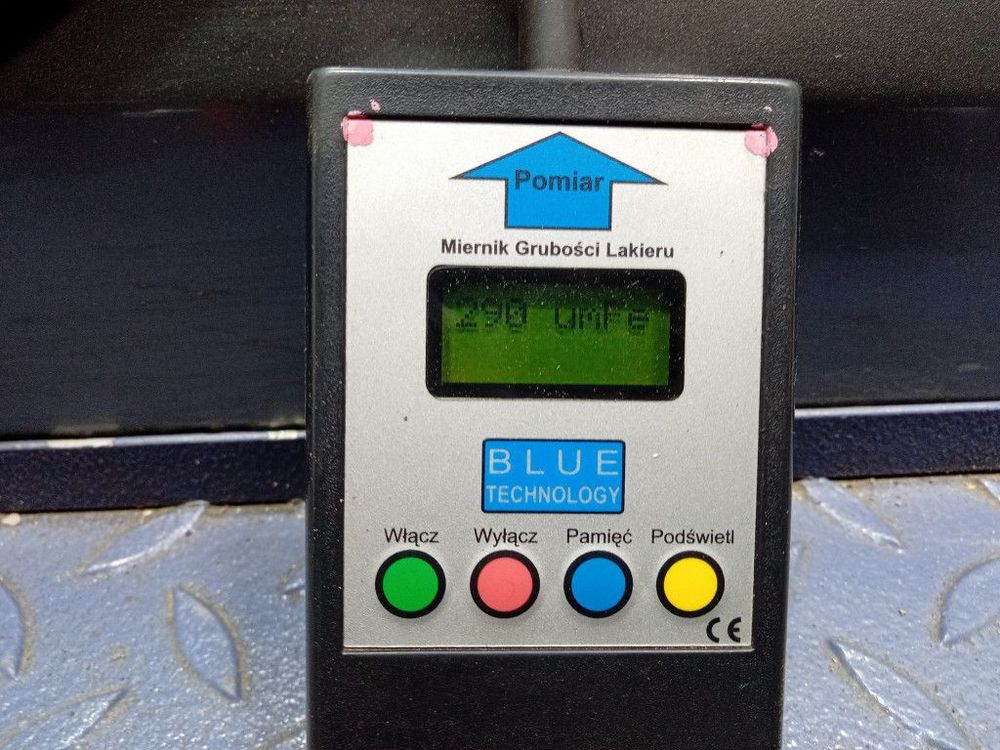 Pomiar
Miernik Grubości Lakieru
290 umFe
BLUE
TECHNOLOGY
Włącz Wyłącz Pamięć Podświetl
CE